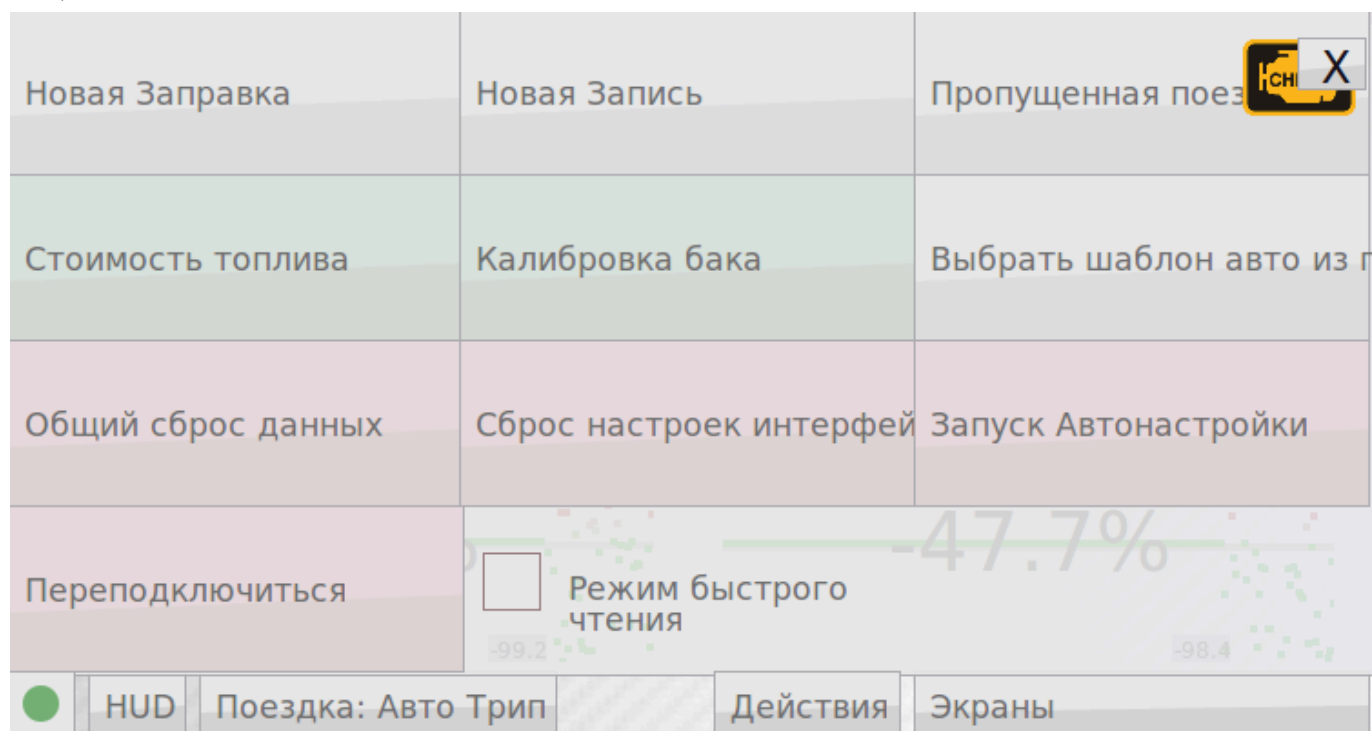 Новая Заправка
Новая Запись
Пропущенная поез
CH
X
Стоимость топлива
Калибровка бака
Выбрать шаблон авто из
Общий сброс данных
Сброс настроек интерфей
Запуск Автонастройки
Переподключиться
Режим быстрого
чтения
-47.7%
%
-99.2
-98.4
HUD
Поездка: Авто Трип
Действия
Экраны